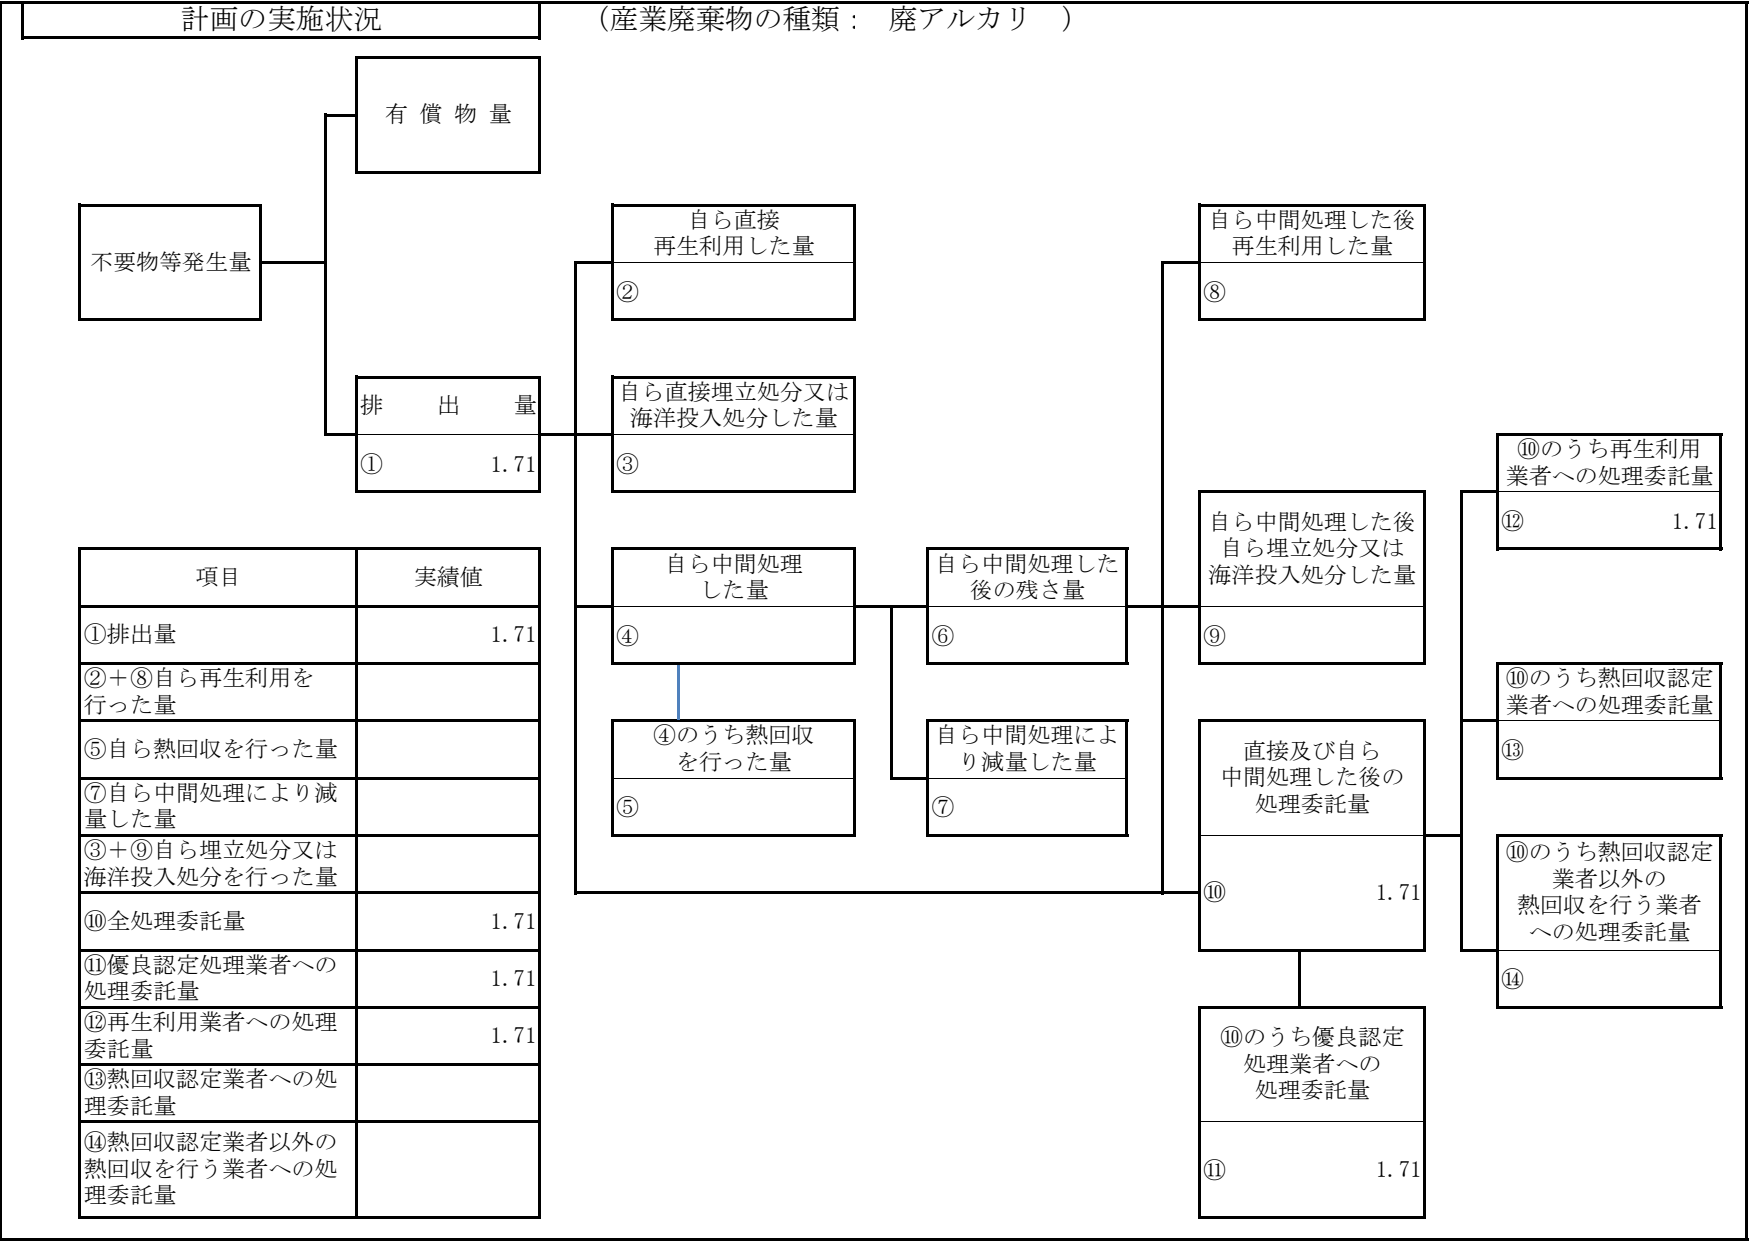 計画の実施状況
（産業廃棄物の種類： 廃アルカリ ）
有償物量
不要物等発生量
自ら直接
再生利用した量
②
自ら中間処理した後
再生利用した量
⑧
排出量
① 1.71
自ら直接埋立処分又は
海洋投入処分した量
③
⑩のうち再生利用
業者への処理委託量
⑫ 1.71
自ら中間処理した後
自ら埋立処分又は
海洋投入処分した量
⑨
自ら中間処理
した量
④
自ら中間処理した
後の残さ量
⑥
④のうち熱回収
を行った量
⑤
自ら中間処理によ
り減量した量
⑦
⑩のうち熱回収認定
業者への処理委託量
⑬
直接及び自ら
中間処理した後の
処理委託量
⑩ 1.71
⑩のうち熱回収認定
業者以外の
熱回収を行う業者
への処理委託量
⑭
⑩のうち優良認定
処理業者への
処理委託量
⑪ 1.71
項目 実績値
①排出量 1.71
②＋⑧自ら再生利用を
行った量
⑤自ら熱回収を行った量
⑦自ら中間処理により減
量した量
③＋⑨自ら埋立処分又は
海洋投入処分を行った量
⑩全処理委託量 1.71
⑪優良認定処理業者への
処理委託量 1.71
⑫再生利用業者への処理
委託量 1.71
⑬熱回収認定業者への処
理委託量
⑭熱回収認定業者以外の
熱回収を行う業者への処
理委託量